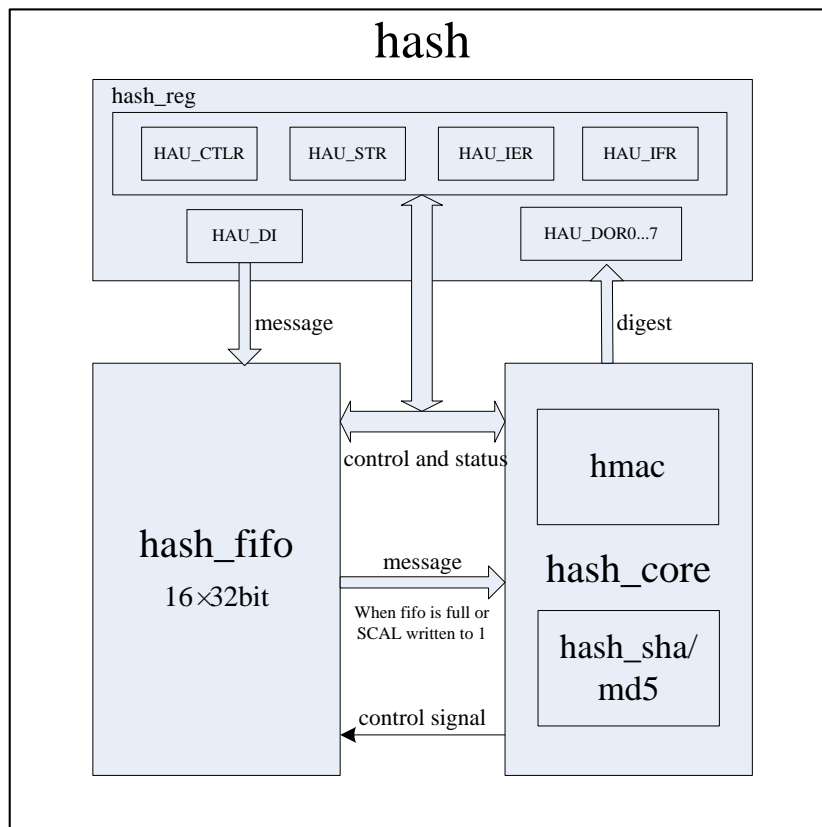 hash
hash_reg
HAU_CTLR
HAU_STR
HAU_IER
HAU_IFR
HAU_DI
HAU_DOR0...7
message
digest
control and status
hash_fifo
16×32bit
message
When fifo is full or
SCAL written to 1
control signal
hmac
hash_core
hash_sha/
md5